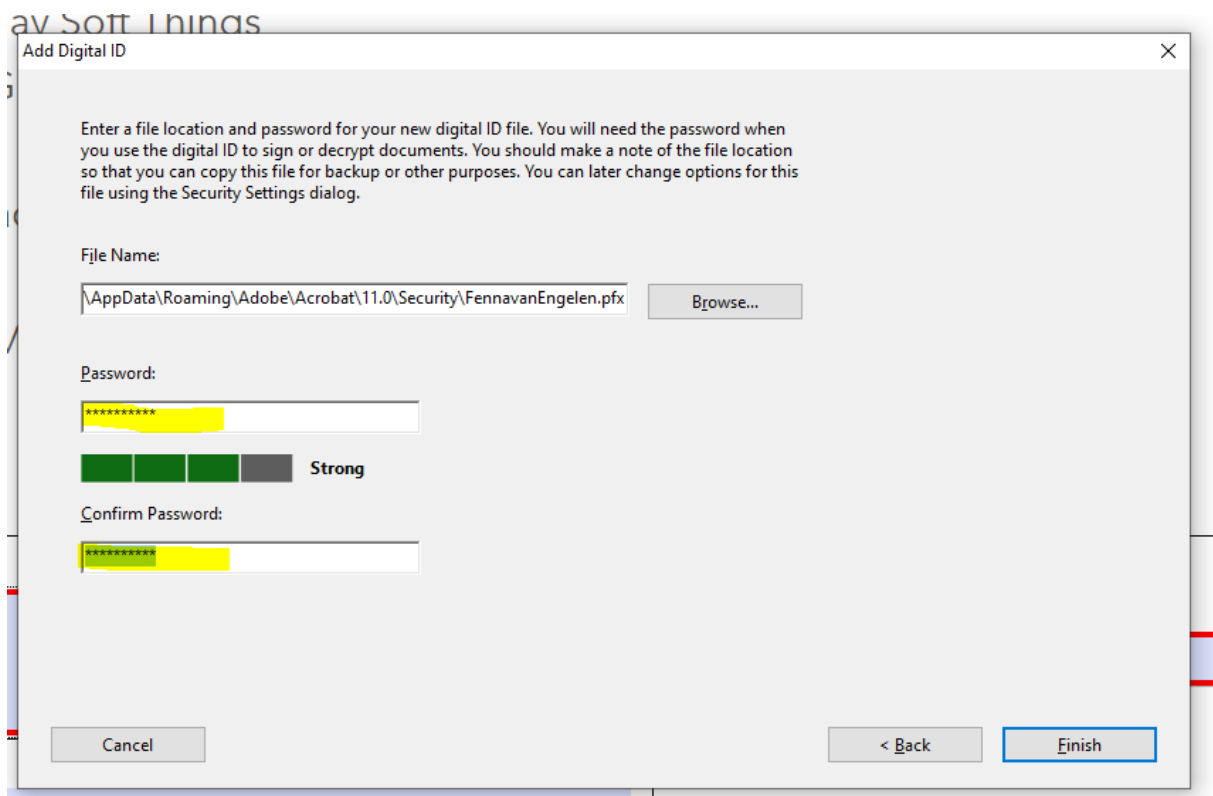 ay Soft Things
Add Digital ID
Enter a file location and password for your new digital ID file. You will need the password when
you use the digital ID to sign or decrypt documents. You should make a note of the file location
so that you can copy this file for backup or other purposes. You can later change options for this
file using the Security Settings dialog.
File Name:
\AppData\Roaming\Adobe\Acrobat\11.0\Security\FennavanEngelen.pfx
Browse...
Password:
**********
Strong
Confirm Password:
**********
Cancel
< Back
Finish